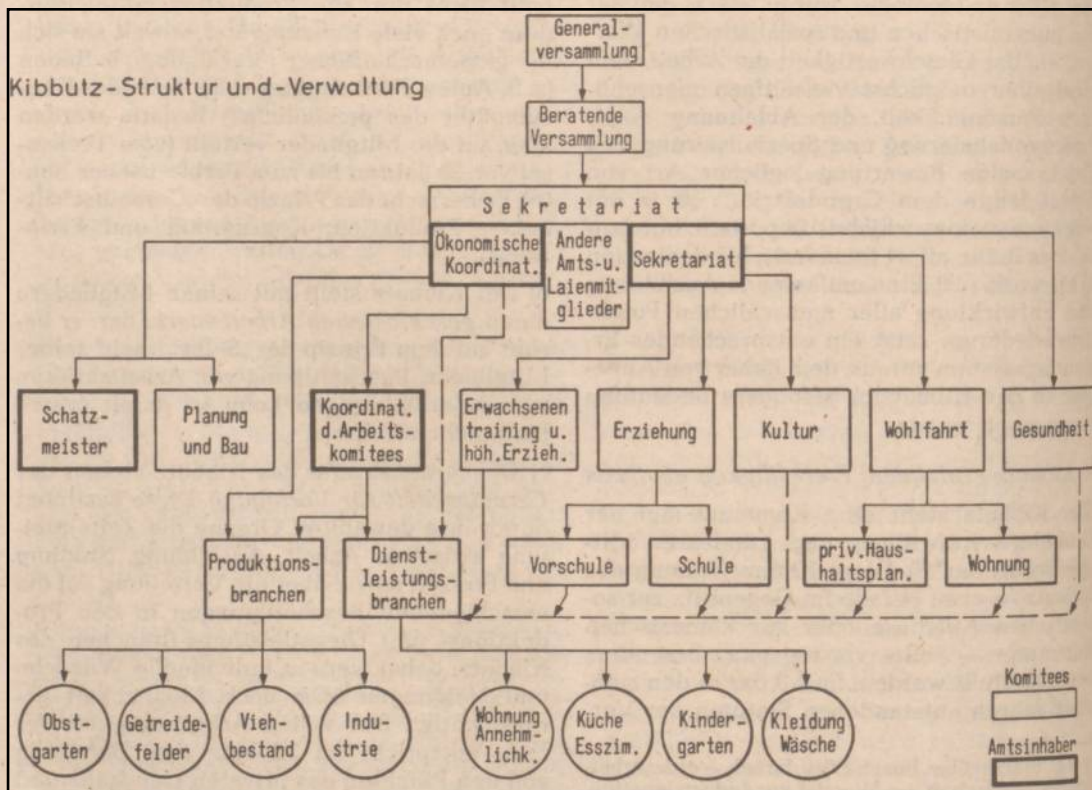 General-
versammlung
Kibbutz-Struktur und-Verwaltung
Beratende
Versammlung
Sekretariat
Ökonomische
Koordinat.
Andere
Amts-u.
Laienmit-
glieder
Sekretariat
Schatz-
meister
Planung
und Bau
Koordinat.
d.Arbeits-
komitees
Erwachsenen
training u.
höh.Erzieh.
Erziehung
Kultur
Wohlfahrt
Gesundheit
Produktions-
branchen
Dienst-
leistungs-
branchen
Vorschule
Schule
priv.Haus-
haltsplan.
Wohnung
Obst-
garten
Getreide-
felder
Vieh-
bestand
Indu-
strie
Wohnung
Annehm-
lichk.
Küche
Esszim.
Kinder-
garten
Kleidung
Wäsche
Komitees
Amtsinhaber